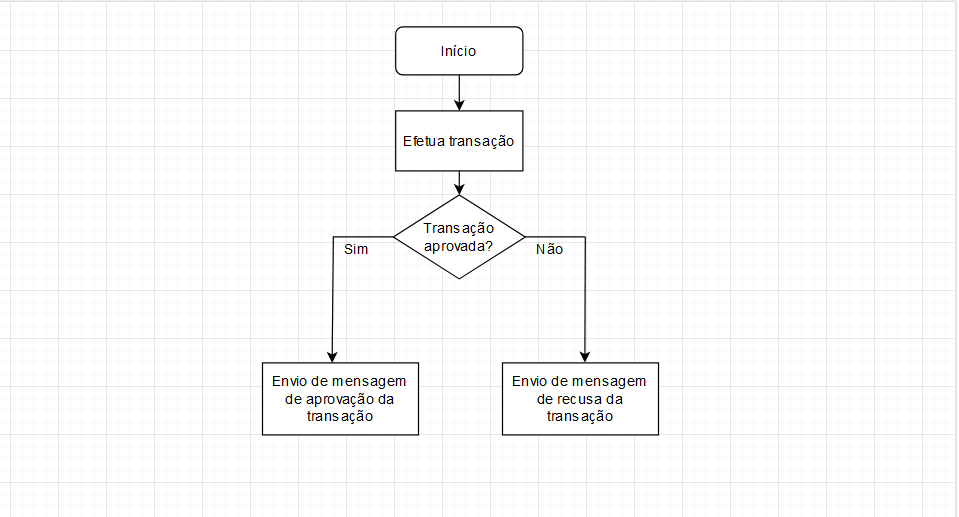 Início
Efetua transação
Transação
aprovada?
Sim
Não
Envio de mensagem
de aprovação da
transação
Envio de mensagem
de recusa da
transação